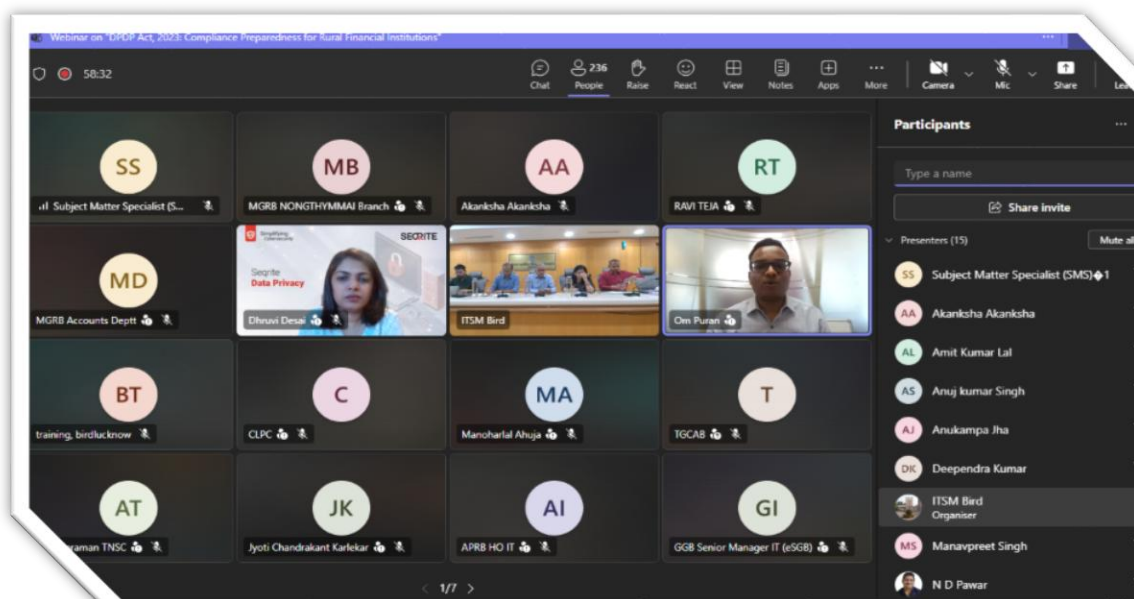 Webinar on "DPDP Act, 2023: Compliance Preparedness for Rural Financial Institutions"
58:32
Chat
236
People
Raise
React
View
Notes
Apps
More
Camera
Mic
Share
SS
Subject Matter Specialist (S...
MB
MGRB NONGTHYMMAI Branch
AA
Akanksha Akanksha
RT
RAVI TEJA
MD
MGRB Accounts Deptt
Simplifying
Cybersecurity
SEQRITE
Seqrite
Data Privacy
Dhruvi Desai
ITSM Bird
Om Puran
BT
training, birdlucknow
C
CLPC
MA
Manoharlal Ahuja
T
TGCAB
AT
raman TNSC
JK
Jyoti Chandrakant Karlekar
AI
APRB HO IT
GI
GGB Senior Manager IT (eSGB)
1/7
Participants
Type a name
Share invite
Presenters (15)
Mute all
SS
Subject Matter Specialist (SMS)�1
AA
Akanksha Akanksha
AL
Amit Kumar Lal
AS
Anuj kumar Singh
AJ
Anukampa Jha
DK
Deependra Kumar
ITSM Bird
Organiser
MS
Manavpreet Singh
N D Pawar